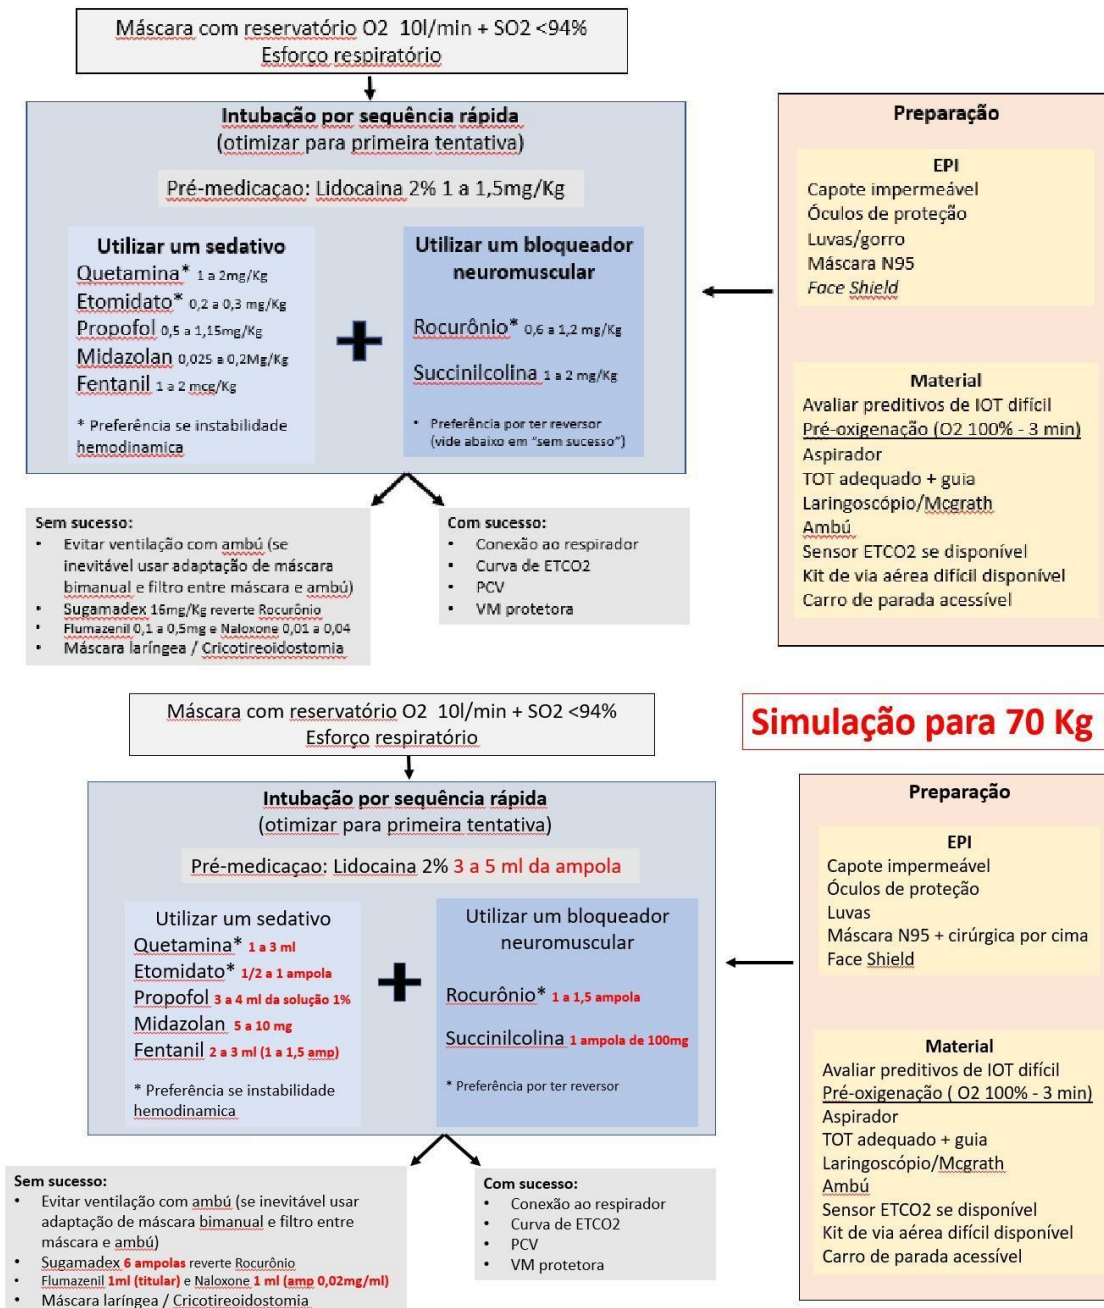 Máscara com reservatório O2 10l/min + SO2 <94%
Esforço respiratório
Intubação por sequência rápida
(otimizar para primeira tentativa)
Pré-medicaçao: Lidocaina 2% 1 a 1,5mg/Kg
Utilizar um sedativo
Quetamina* 1 a 2mg/Kg
Etomidato* 0,2 a 0,3 mg/Kg
Propofol 0,5 a 1,15mg/Kg
Midazolan 0,025 a 0,2Mg/Kg
Fentanil 1 a 2 mcg/Kg
* Preferência se instabilidade
hemodinamica
Utilizar um bloqueador
neuromuscular
Rocurônio* 0,6 a 1,2 mg/Kg
Succinilcolina 1 a 2 mg/Kg
• Preferência por ter reversor
(vide abaixo em “sem sucesso”)
Preparação
EPI
Capote impermeável
Óculos de proteção
Luvas/gorro
Máscara N95
Face Shield
Material
Avaliar preditivos de IOT difícil
Pré-oxigenação (O2 100% - 3 min)
Aspirador
TOT adequado + guia
Laringoscópio/Mcgrath
Ambú
Sensor ETCO2 se disponível
Kit de via aérea difícil disponível
Carro de parada acessível
Sem sucesso:
• Evitar ventilação com ambú (se
inevitável usar adaptação de máscara
bimanual e filtro entre máscara e ambú)
• Sugamadex 16mg/Kg reverte Rocurônio
• Flumazenil 0,1 a 0,5mg e Naloxone 0,01 a 0,04
• Máscara laríngea / Cricotireoidostomia
Com sucesso:
• Conexão ao respirador
• Curva de ETCO2
• PCV
• VM protetora
Máscara com reservatório O2 10l/min + SO2 <94%
Esforço respiratório
Simulação para 70 Kg
Intubação por sequência rápida
(otimizar para primeira tentativa)
Pré-medicaçao: Lidocaina 2% 3 a 5 ml da ampola
Utilizar um sedativo
Quetamina* 1 a 3 ml
Etomidato* 1/2 a 1 ampola
Propofol 3 a 4 ml da solução 1%
Midazolan 5 a 10 mg
Fentanil 2 a 3 ml (1 a 1,5 amp)
* Preferência se instabilidade
hemodinamica
Utilizar um bloqueador
neuromuscular
Rocurônio* 1 a 1,5 ampola
Succinilcolina 1 ampola de 100mg
* Preferência por ter reversor
Preparação
EPI
Capote impermeável
Óculos de proteção
Luvas
Máscara N95 + cirúrgica por cima
Face Shield
Material
Avaliar preditivos de IOT difícil
Pré-oxigenação ( O2 100% - 3 min)
Aspirador
TOT adequado + guia
Laringoscópio/Mcgrath
Ambú
Sensor ETCO2 se disponível
Kit de via aérea difícil disponível
Carro de parada acessível
Sem sucesso:
• Evitar ventilação com ambú (se inevitável usar
adaptação de máscara bimanual e filtro entre
máscara e ambú)
• Sugamadex 6 ampolas reverte Rocurônio
• Flumazenil 1ml (titular) e Naloxone 1 ml (amp 0,02mg/ml)
• Máscara laríngea / Cricotireoidostomia
Com sucesso:
• Conexão ao respirador
• Curva de ETCO2
• PCV
• VM protetora